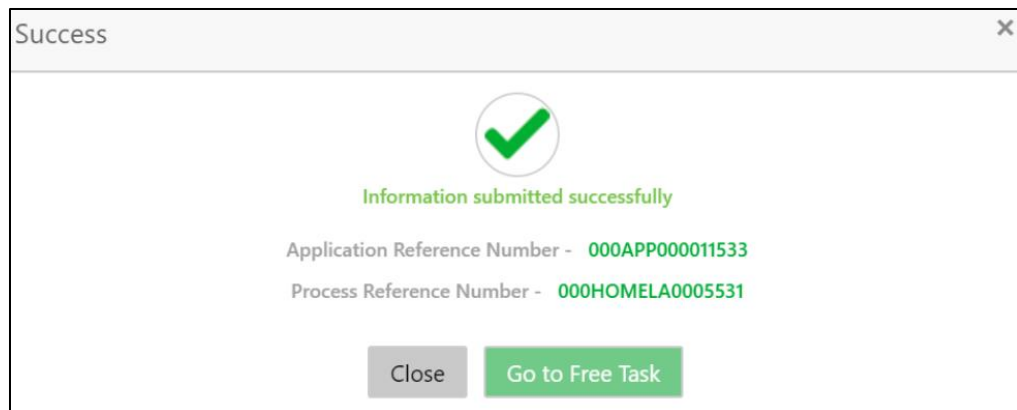 Success ×
Information submitted successfully
Application Reference Number - 000APP000011533
Process Reference Number - 000HOMELA0005531
Close Go to Free Task